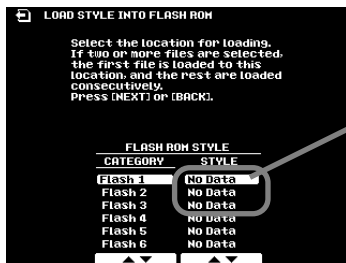 LOAD STYLE INTO FLASH ROM
Select the location for loading.
If two or more files are selected,
the first file is loaded to this
location, and the rest are loaded
consecutively.
Press [NEXT] or [BACK].
FLASH ROM STYLE
CATEGORY STYLE
Flash 1 No Data
Flash 2 No Data
Flash 3 No Data
Flash 4 No Data
Flash 5 No Data
Flash 6 No Data